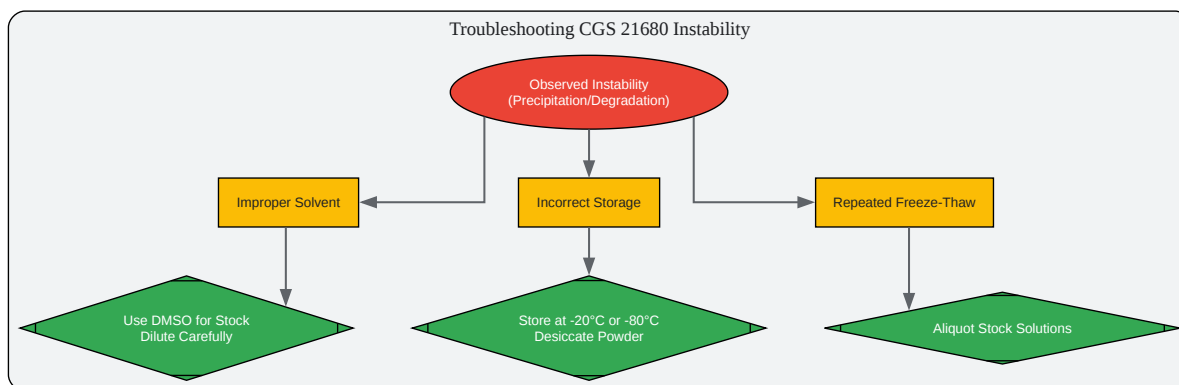 Troubleshooting CGS 21680 Instability
Observed Instability
(Precipitation/Degradation)
Improper Solvent
Incorrect Storage
Repeated Freeze-Thaw
Use DMSO for Stock
Dilute Carefully
Store at -20°C or -80°C
Desiccate Powder
Aliquot Stock Solutions